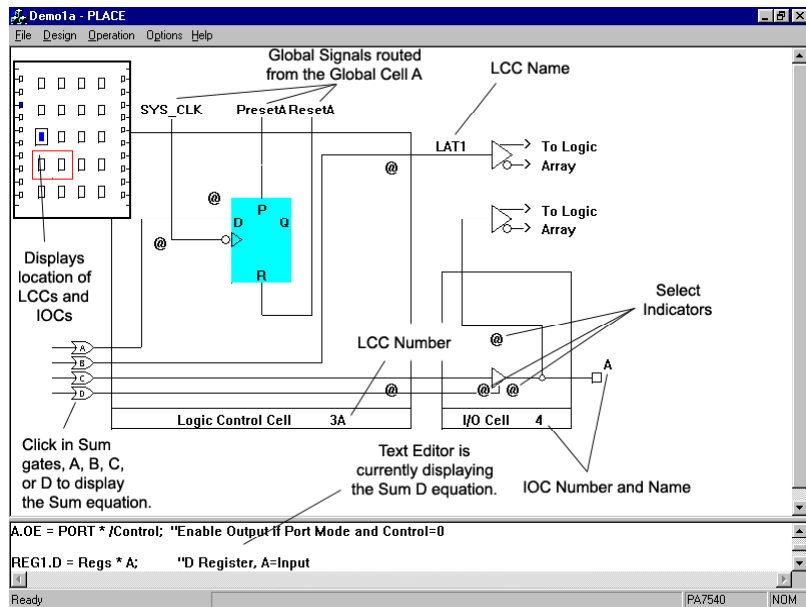 Demo1a - PLACE
File Design Operation Options Help
Global Signals routed
from the Global Cell A
LCC Name
SYS_CLK PresetA ResetA
LAT1
To Logic
Array
@
@
P
D Q
To Logic
Array
@
R
Displays
location of
LCCs and
IOCs
Select
Indicators
@
LCC Number
A
B
C
D
A
@ @ @
Logic Control Cell 3A
I/O Cell 4
Click in Sum
gates, A, B, C,
or D to display
the Sum equation.
Text Editor is
currently displaying
the Sum D equation.
IOC Number and Name
A.OE = PORT * /Control; "Enable Output if Port Mode and Control=0
REG1.D = Regs * A; "D Register, A=Input
Ready PA7540 NOM